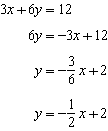 3x + 6y = 12
6y = −3x + 12
y = −3/6 x + 2
y = −1/2 x + 2